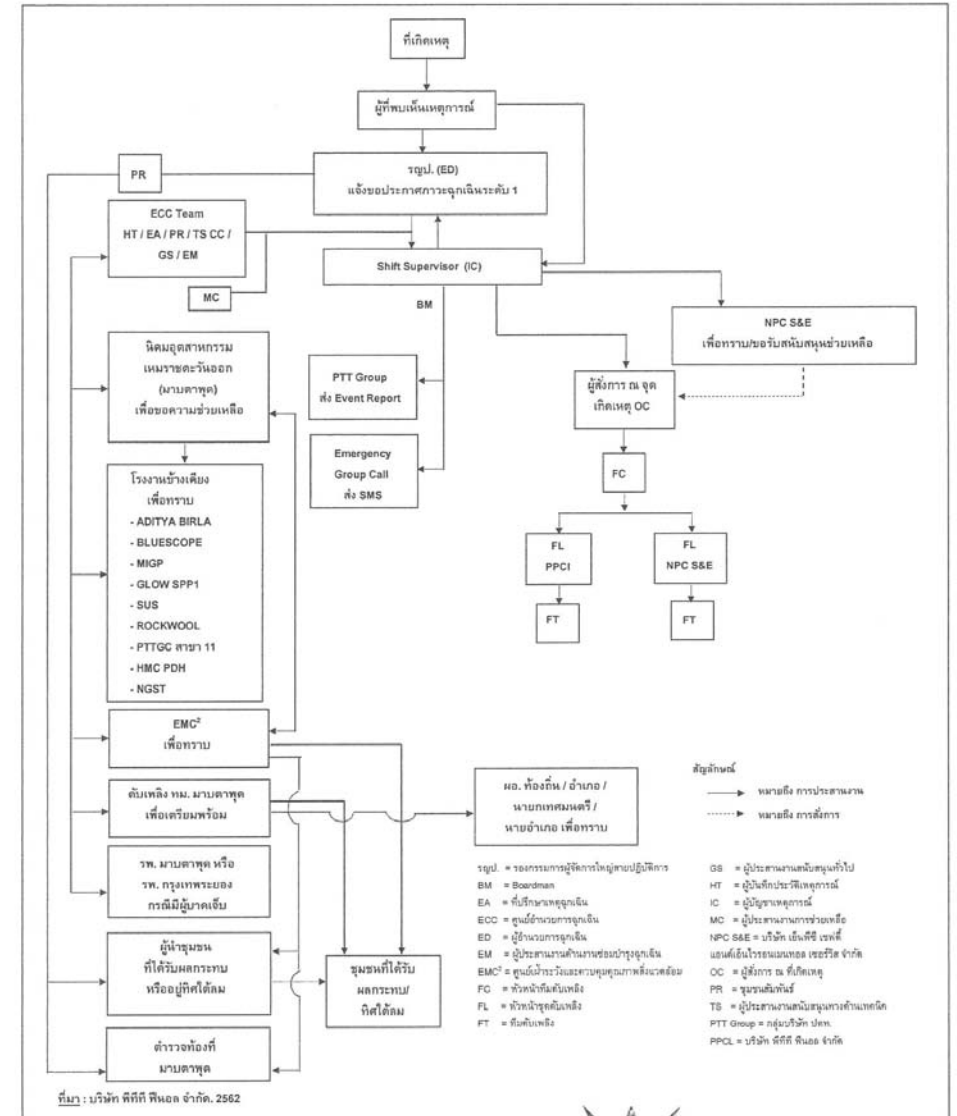 ที่เกิดเหตุ
ผู้ที่พบเห็นเหตุการณ์
รญป. (ED)
แจ้งขอประกาศภาวะฉุกเฉินระดับ 1
PR
ECC Team
HT / EA / PR / TS CC /
GS / EM
MC
Shift Supervisor (IC)
BM
NPC S&E
เพื่อทราบ/ขอรับสนับสนุนช่วยเหลือ
นิคมอุตสาหกรรม
เหมราชตะวันออก
(มาบตาพุด)
เพื่อขอความช่วยเหลือ
PTT Group
ส่ง Event Report
ผู้สั่งการ ณ จุด
เกิดเหตุ OC
Emergency
Group Call
ส่ง SMS
FC
โรงงานข้างเคียง
เพื่อทราบ
- ADITYA BIRLA
- BLUESCOPE
- MIGP
- GLOW SPP1
- SUS
- ROCKWOOL
- PTTGC สาขา 11
- HMC PDH
- NGST
FL
PPCl
FL
NPC S&E
FT
FT
EMC²
เพื่อทราบ
ดับเพลิง ทม. มาบตาพุด
เพื่อเตรียมพร้อม
ผอ. ท้องถิ่น / อำเภอ /
นายกเทศมนตรี /
นายอำเภอ เพื่อทราบ
รพ. มาบตาพุด หรือ
รพ. กรุงเทพระยอง
กรณีมีผู้บาดเจ็บ
ผู้นำชุมชน
ที่ได้รับผลกระทบ
หรืออยู่ทิศใต้ลม
ชุมชนที่ได้รับ
ผลกระทบ/
ทิศใต้ลม
ตำรวจท้องที่
มาบตาพุด
สัญลักษณ์
หมายถึง การประสานงาน
หมายถึง การสั่งการ
รญป. = รองกรรมการผู้จัดการใหญ่สายปฏิบัติการ
BM = Boardman
EA = ที่ปรึกษาเหตุฉุกเฉิน
ECC = ศูนย์อำนวยการฉุกเฉิน
ED = ผู้อำนวยการฉุกเฉิน
EM = ผู้ประสานงานด้านงานซ่อมบำรุงฉุกเฉิน
EMC² = ศูนย์เฝ้าระวังและควบคุมคุณภาพสิ่งแวดล้อม
FC = หัวหน้าทีมดับเพลิง
FL = หัวหน้าชุดดับเพลิง
FT = ทีมดับเพลิง
GS = ผู้ประสานงานสนับสนุนทั่วไป
HT = ผู้บันทึกประวัติเหตุการณ์
IC = ผู้บัญชาเหตุการณ์
MC = ผู้ประสานงานการช่วยเหลือ
NPC S&E = บริษัท เอ็นพีซี เซฟตี้
แอนด์เอ็นไวรอนเมนทอล เซอร์วิส จำกัด
OC = ผู้สั่งการ ณ ที่เกิดเหตุ
PR = ชุมชนสัมพันธ์
TS = ผู้ประสานงานสนับสนุนทางด้านเทคนิค
PTT Group = กลุ่มบริษัท ปตท.
PPCL = บริษัท พีทีที ฟีนอล จำกัด
ที่มา : บริษัท พีทีที ฟีนอล จำกัด, 2562